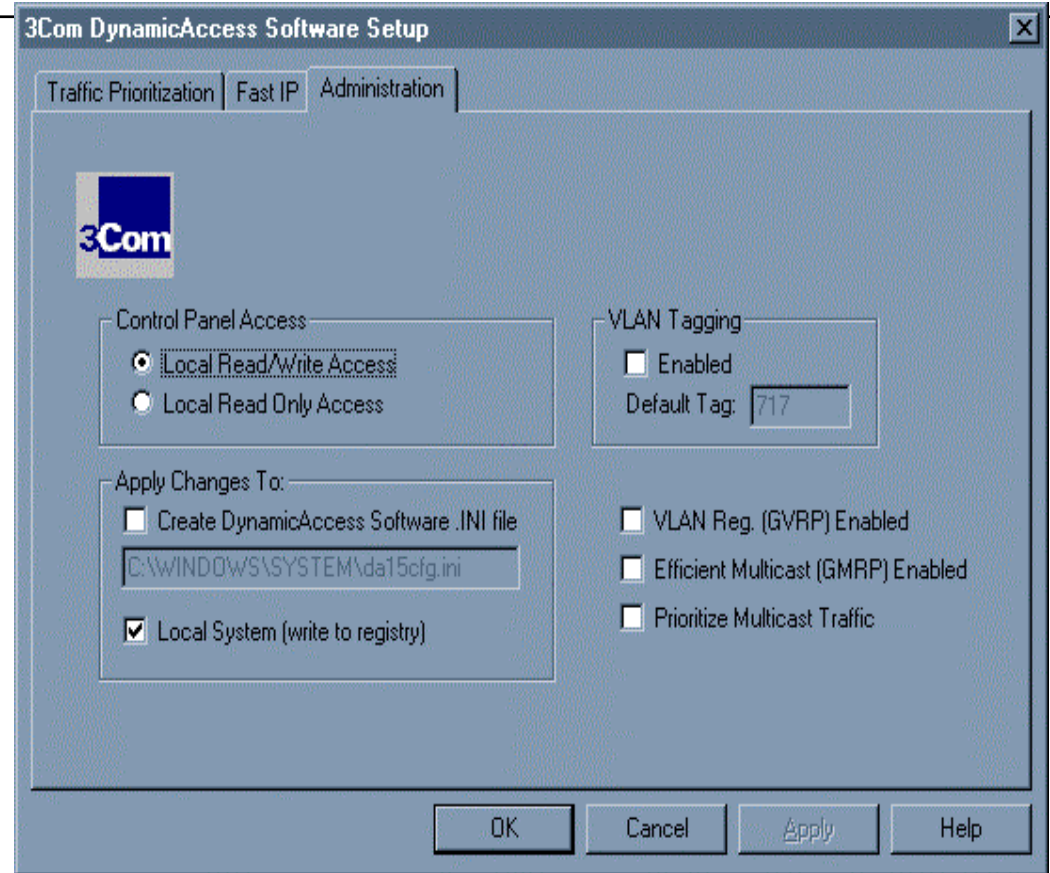 3Com DynamicAccess Software Setup
Traffic Prioritization Fast IP Administration
3Com
Control Panel Access
Local Read/Write Access
Local Read Only Access
VLAN Tagging
Enabled
Default Tag: 717
Apply Changes To:
Create DynamicAccess Software .INI file
C:\WINDOWS\SYSTEM\da15cfg.ini
Local System (write to registry)
VLAN Reg. (GVRP) Enabled
Efficient Multicast (GMRP) Enabled
Prioritize Multicast Traffic
OK Cancel Apply Help